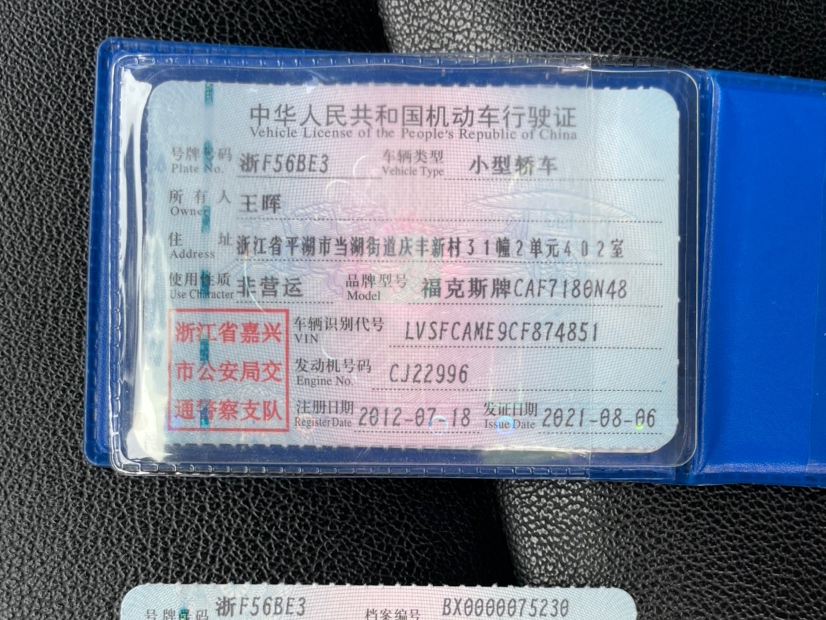 中华人民共和国机动车行驶证
Vehicle License of the People's Republic of China
号牌号码 浙F56BE3 车辆类型 小型轿车
Plate No. Vehicle Type
所有人 王晖
Owner
住址 浙江省平湖市当湖街道庆丰新村31幢2单元402室
Address
使用性质 非营运 品牌型号 福克斯牌CAF7180N48
Use Character Model
浙江省嘉兴
市公安局交
通警察支队
车辆识别代号 LVSFCAME9CF874851
VIN
发动机号码 CJ22996
Engine No.
注册日期 2012-07-18 发证日期 2021-08-06
Register Date Issue Date
号牌号码 浙F56BE3 档案编号 BX0000075230